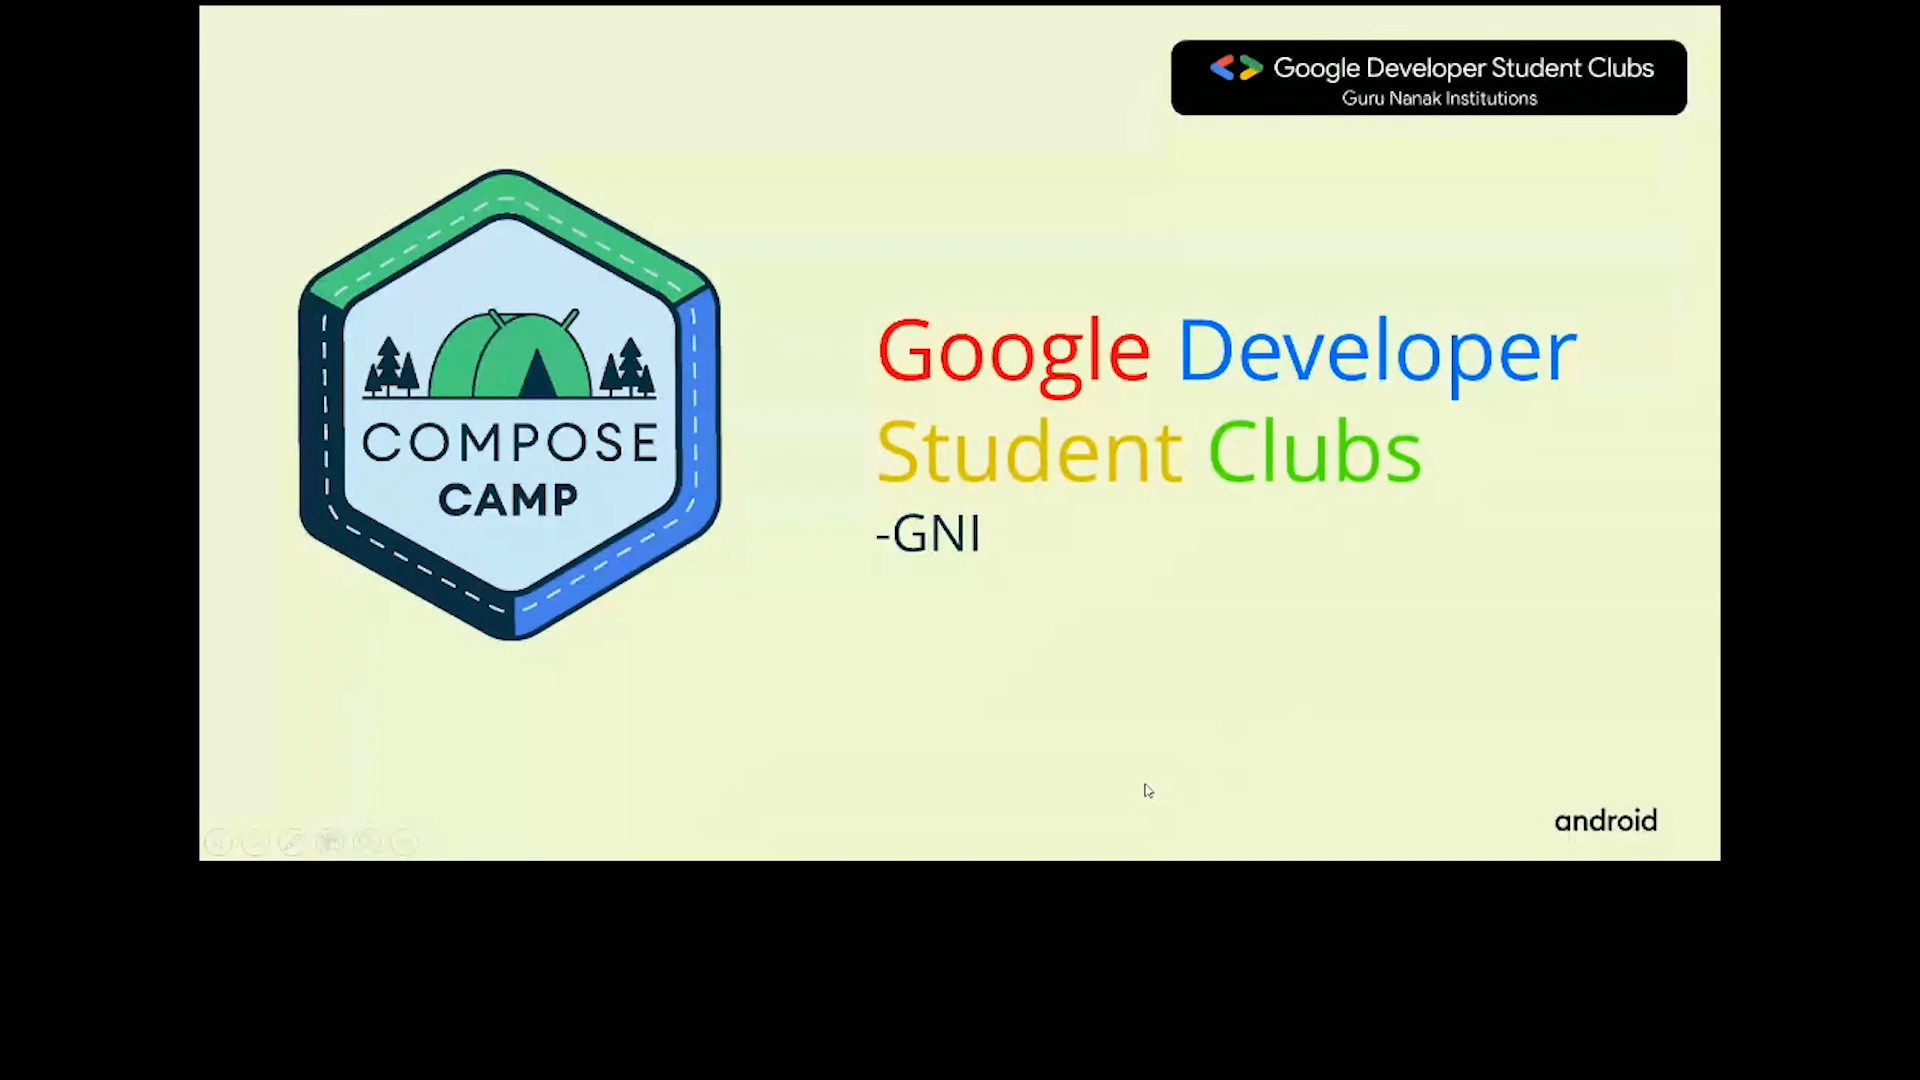 Google Developer Student Clubs
Guru Nanak Institutions
COMPOSE
CAMP
Google Developer
Student Clubs
-GNI
android